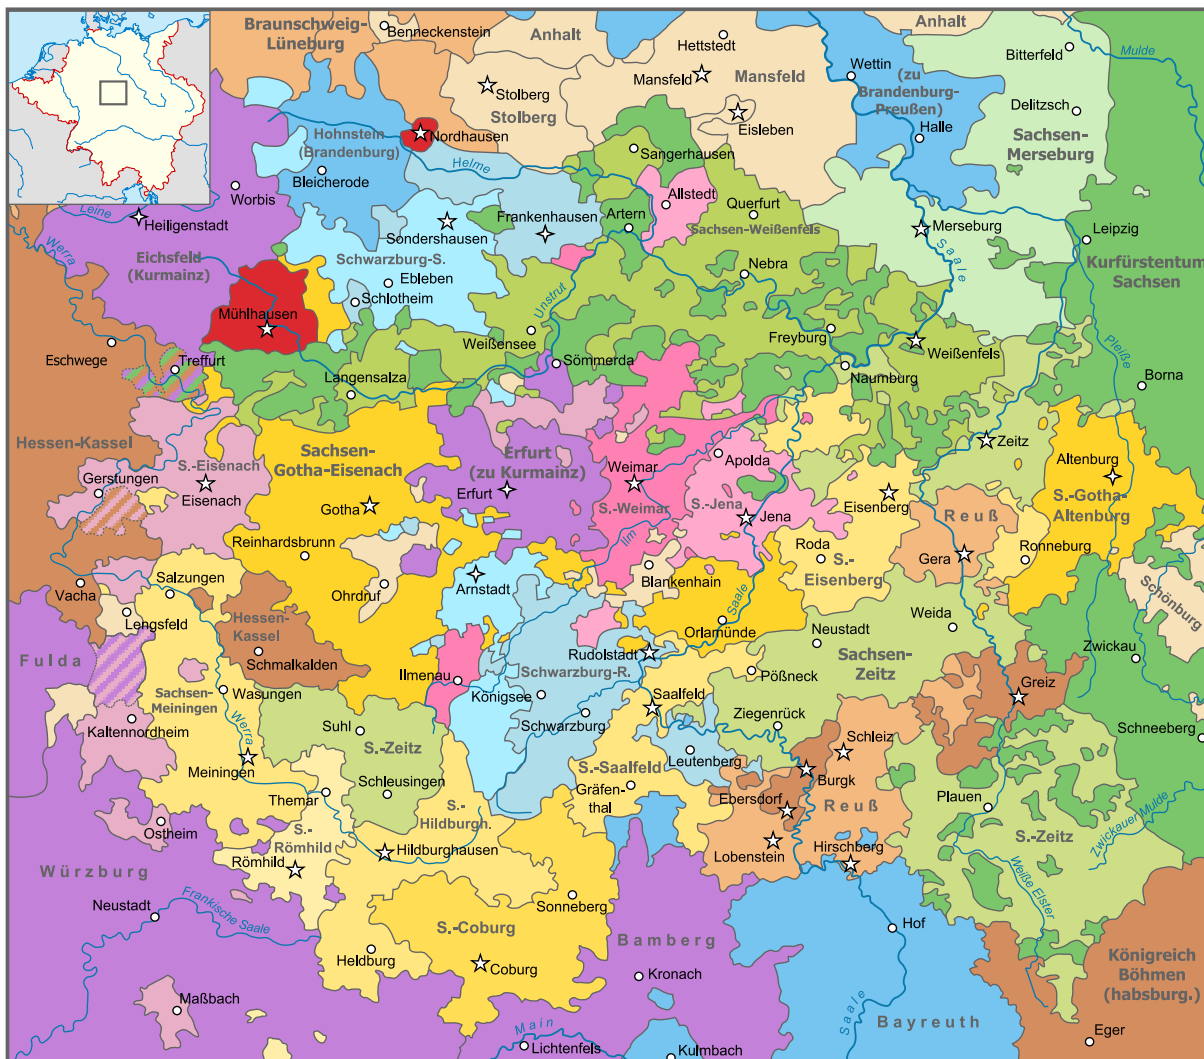 Braunschweig-
Lüneburg
Benneckenstein
Anhalt
Hettstedt
Anhalt
Bitterfeld
Mulde
Stolberg
Stolberg
Mansfeld
Mansfeld
Eisleben
Wettin
(zu
Brandenburg-
Preußen)
Halle
Delitzsch
Sachsen-
Merseburg
Hohnstein
(Brandenburg)
Nordhausen
Helme
Sangerhausen
Bleicherode
Worbis
Leine
Heiligenstadt
Werra
Allstedt
Querfurt
Sachsen-Weißenfels
Frankenhausen
Artern
Sondershausen
Schwarzburg-S.
Merseburg
Saale
Leipzig
Kurfürstentum
Sachsen
Eichsfeld
(Kurmainz)
Ebleben
Schlotheim
Unstrut
Nebra
Mühlhausen
Weißensee
Freyburg
Weißenfels
Pleiße
Eschwege
Treffurt
Langensalza
Sömmerda
Naumburg
Borna
Hessen-Kassel
Gerstungen
S.-Eisenach
Eisenach
Sachsen-
Gotha-Eisenach
Gotha
Erfurt
(zu Kurmainz)
Erfurt
Weimar
S.-Weimar
Apolda
S.-Jena
Jena
Zeitz
Eisenberg
Altenburg
S.-Gotha-
Altenburg
Reuß
Reinhardsbrunn
Ilm
Roda
S.-
Eisenberg
Gera
Ronneburg
Salzungen
Vacha
Lengsfeld
Ohrdruf
Arnstadt
Blankenhain
Saale
Schönburg
Hessen-
Kassel
Schmalkalden
Orlamünde
Neustadt
Weida
Fulda
Rudolstadt
Sachsen-
Zeitz
Zwickau
Sachsen-
Meiningen
Wasungen
Ilmenau
Königsee
Schwarzburg-R.
Schwarzburg
Pößneck
Saalfeld
Greiz
Kaltennordheim
Werra
Suhl
S.-Zeitz
Ziegenrück
Schleiz
Schneeberg
Meiningen
Schleusingen
S.-Saalfeld
Gräfen-
thal
Leutenberg
Burgk
Ebersdorf
Reuß
Plauen
Themar
S.-
Hildburgh.
Ostheim
S.-
Römhild
Römhild
Hildburghausen
Lobenstein
Hirschberg
S.-Zeitz
Zwickauer Mulde
Würzburg
Weiße Elster
Neustadt
Fränkische Saale
Sonneberg
S.-Coburg
Heldburg
Coburg
Bamberg
Kronach
Hof
Königreich
Böhmen
(habsburg.)
Maßbach
Main
Lichtenfels
Kulmbach
Saale
Bayreuth
Eger